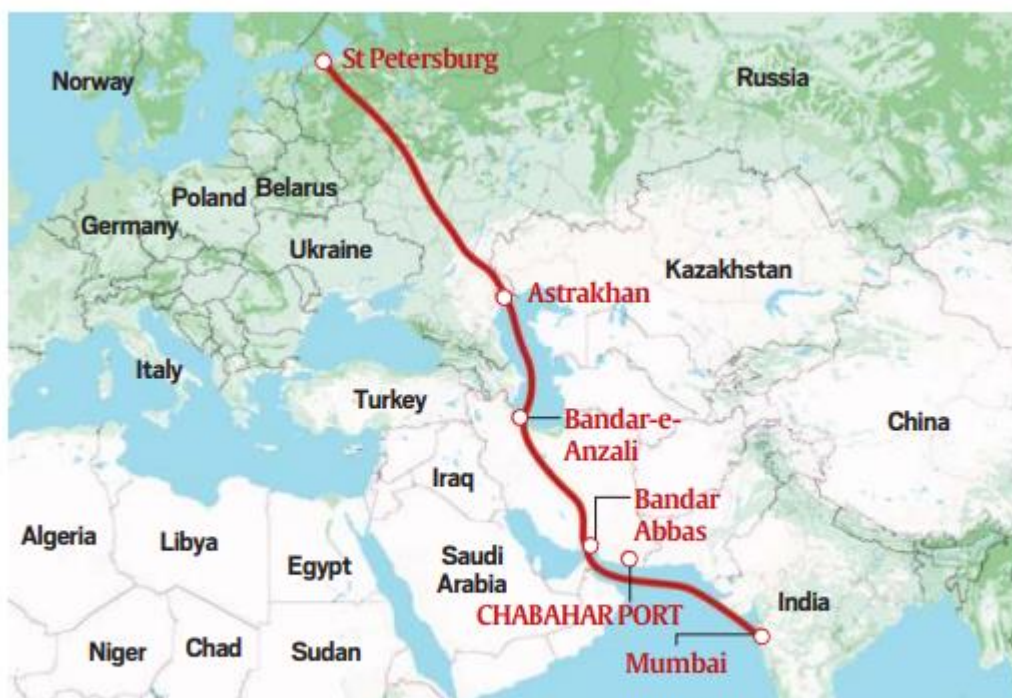 St Petersburg
Norway
Russia
Poland
Belarus
Germany
Ukraine
Kazakhstan
Astrakhan
Italy
Turkey
Bandar-e-
Anzali
China
Iraq
Bandar
Abbas
Algeria
Libya
Egypt
Saudi
Arabia
CHABAHAR PORT
India
Niger
Chad
Sudan
Mumbai